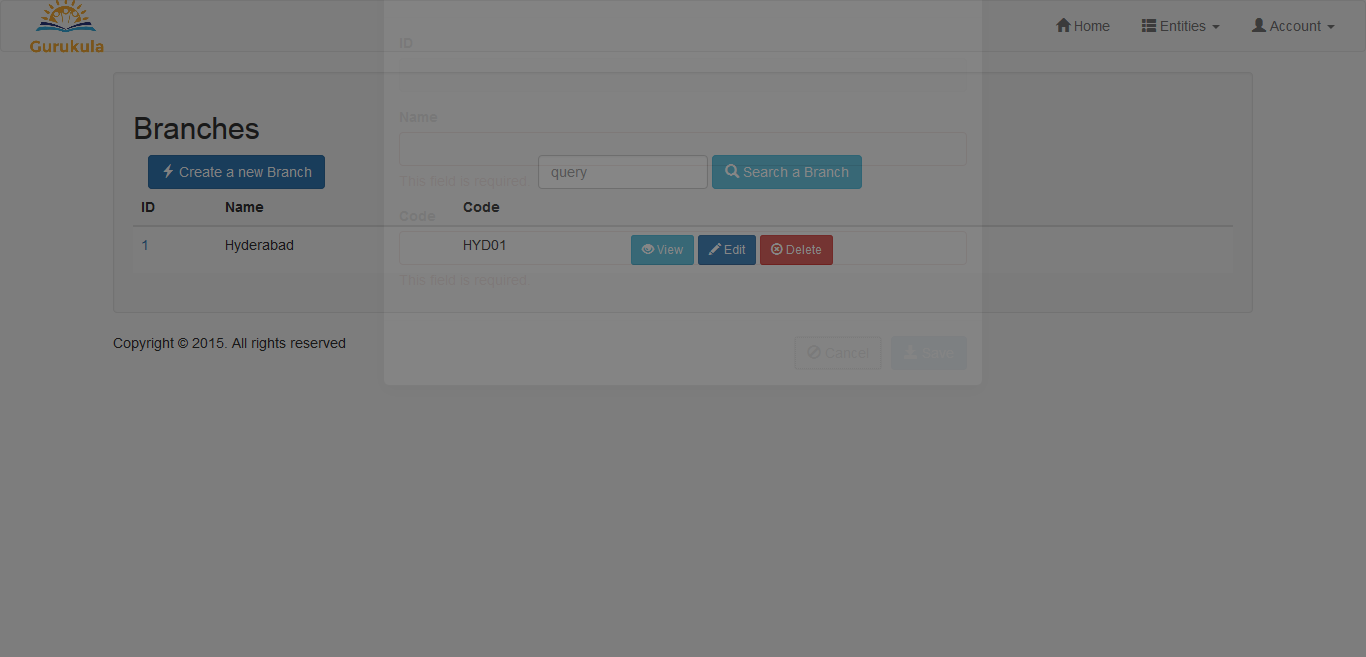 Gurukula
Home Entities Account
ID
Name
This field is required.
Code
This field is required.
Cancel Save
Branches
Create a new Branch
query
Search a Branch
ID Name Code
1 Hyderabad HYD01 View Edit Delete
Copyright © 2015. All rights reserved